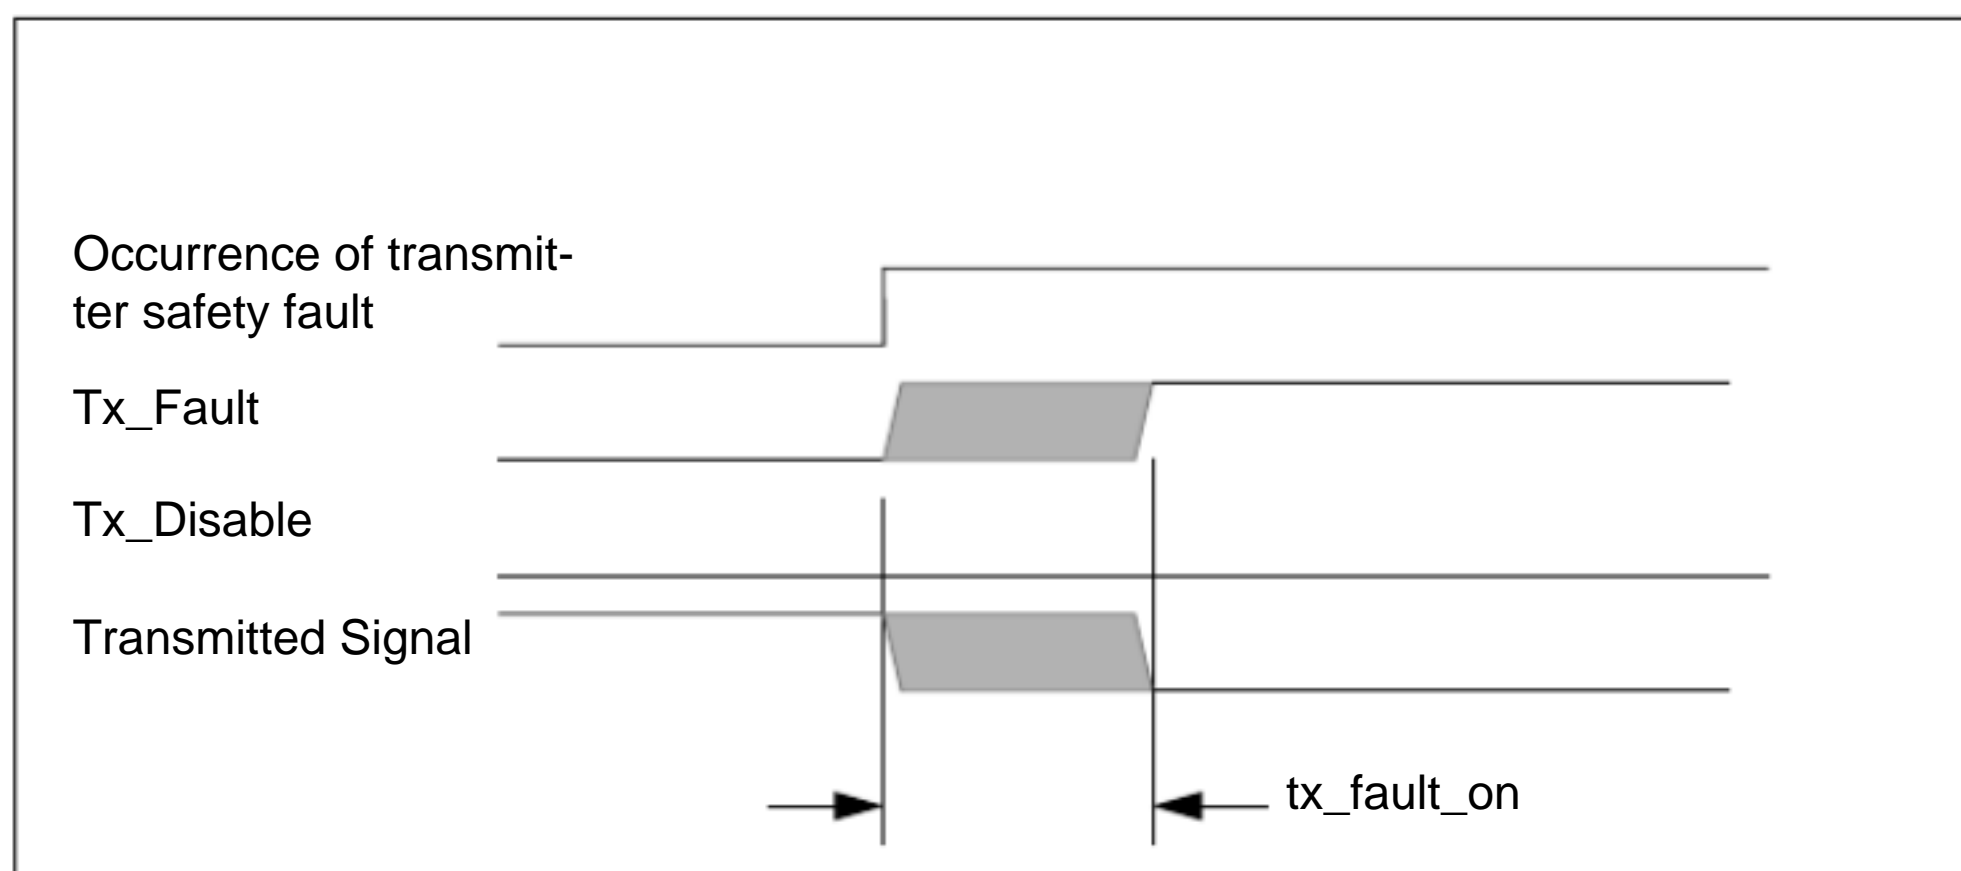 Occurrence of transmit-
ter safety fault
Tx_Fault
Tx_Disable
Transmitted Signal
tx_fault_on